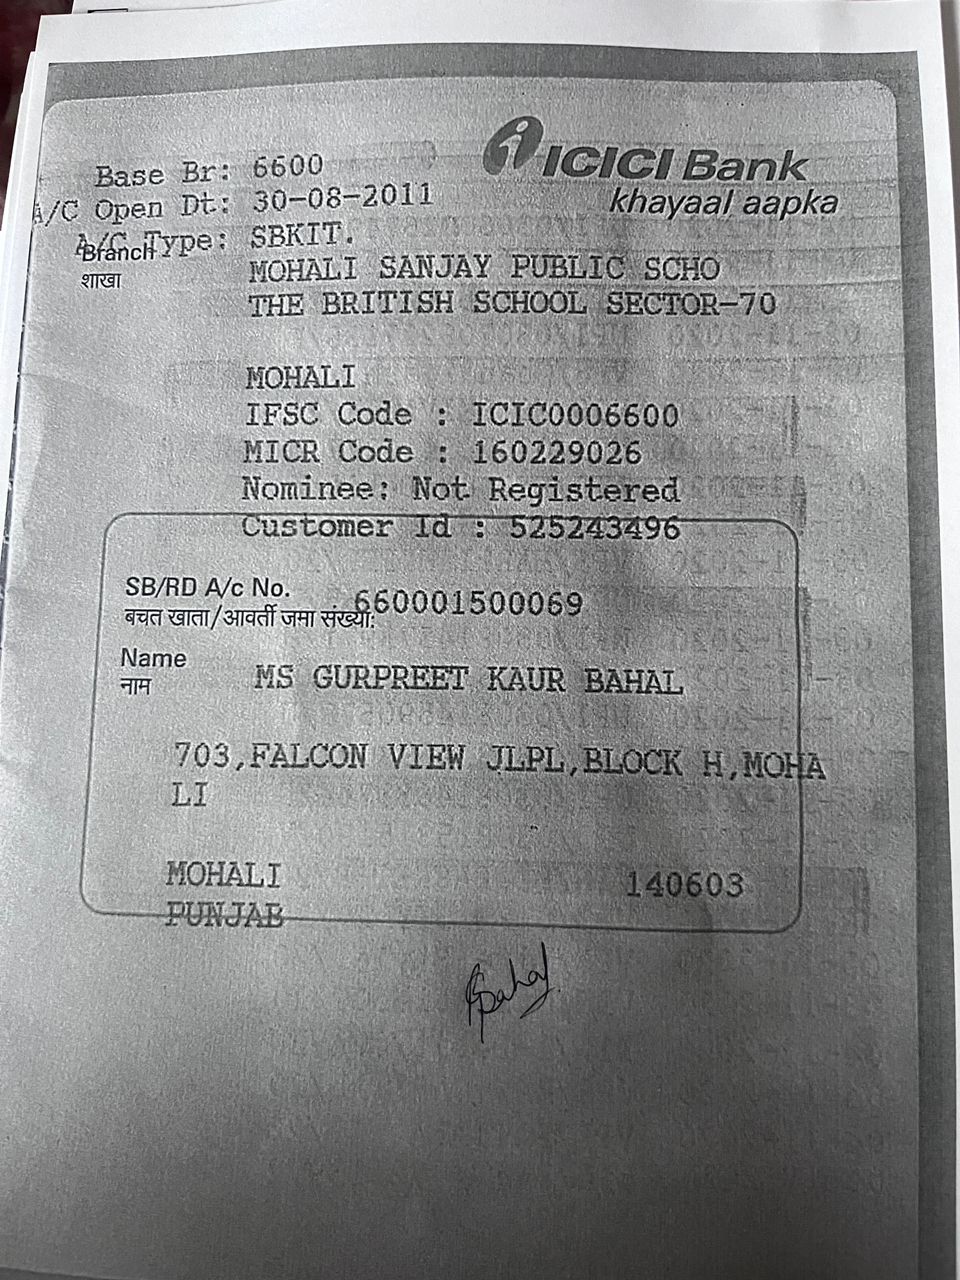 ICICI Bank
khayaal aapka
Base Br: 6600
A/C Open Dt: 30-08-2011
A/C Type: SBKIT.
Branch
शाखा
MOHALI SANJAY PUBLIC SCHO
THE BRITISH SCHOOL SECTOR-70
MOHALI
IFSC Code : ICIC0006600
MICR Code : 160229026
Nominee: Not Registered
Customer Id : 525243496
SB/RD A/c No.
बचत खाता/आवर्ती जमा संख्या: 660001500069
Name
नाम
MS GURPREET KAUR BAHAL
703,FALCON VIEW JLPL,BLOCK H,MOHA
LI
MOHALI 140603
PUNJAB
GBahal